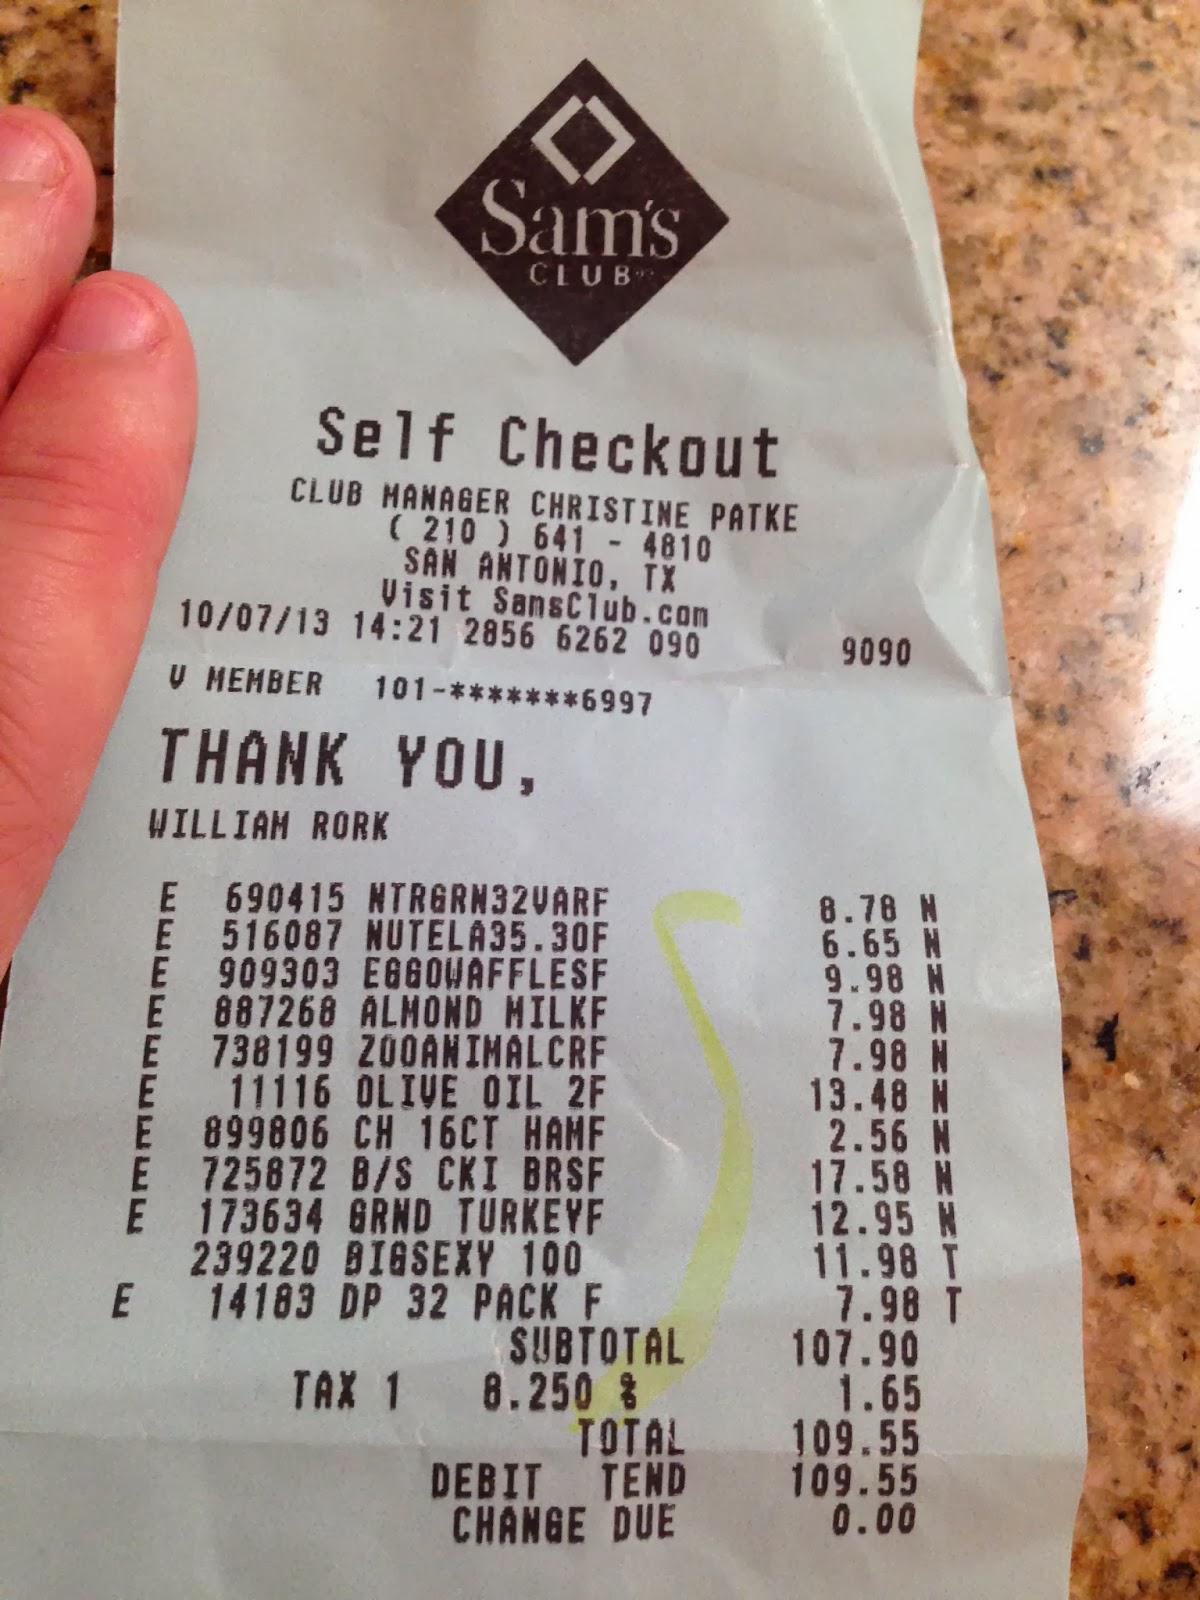 Sam's
CLUB
Self Checkout
CLUB MANAGER CHRISTINE PATKE
( 210 ) 641 - 4810
SAN ANTONIO, TX
Visit SamsClub.com
10/07/13 14:21 2856 6262 090 9090
V MEMBER 101-*******6997
THANK YOU,
WILLIAM RORK
E 690415 NTRGRN32VARF 8.78 N
E 516087 NUTELA35.3OF 6.65 N
E 909303 EGGOWAFFLESF 9.98 N
E 887268 ALMOND MILKF 7.98 N
E 738199 ZOOANIMALCRF 7.98 N
E 11116 OLIVE OIL 2F 13.48 N
E 899806 CH 16CT HAMF 2.56 N
E 725872 B/S CKI BRSF 17.58 N
E 173634 GRND TURKEYF 12.95 N
239220 BIGSEXY 100 11.98 T
E 14183 DP 32 PACK F 7.98 T
SUBTOTAL 107.90
TAX 1 8.250 % 1.65
TOTAL 109.55
DEBIT TEND 109.55
CHANGE DUE 0.00